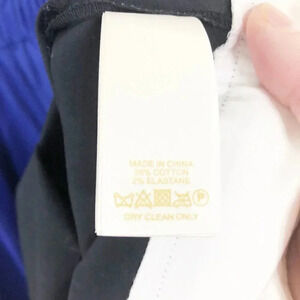 MADE IN CHINA
98% COTTON
2% ELASTANE
DRY CLEAN ONLY